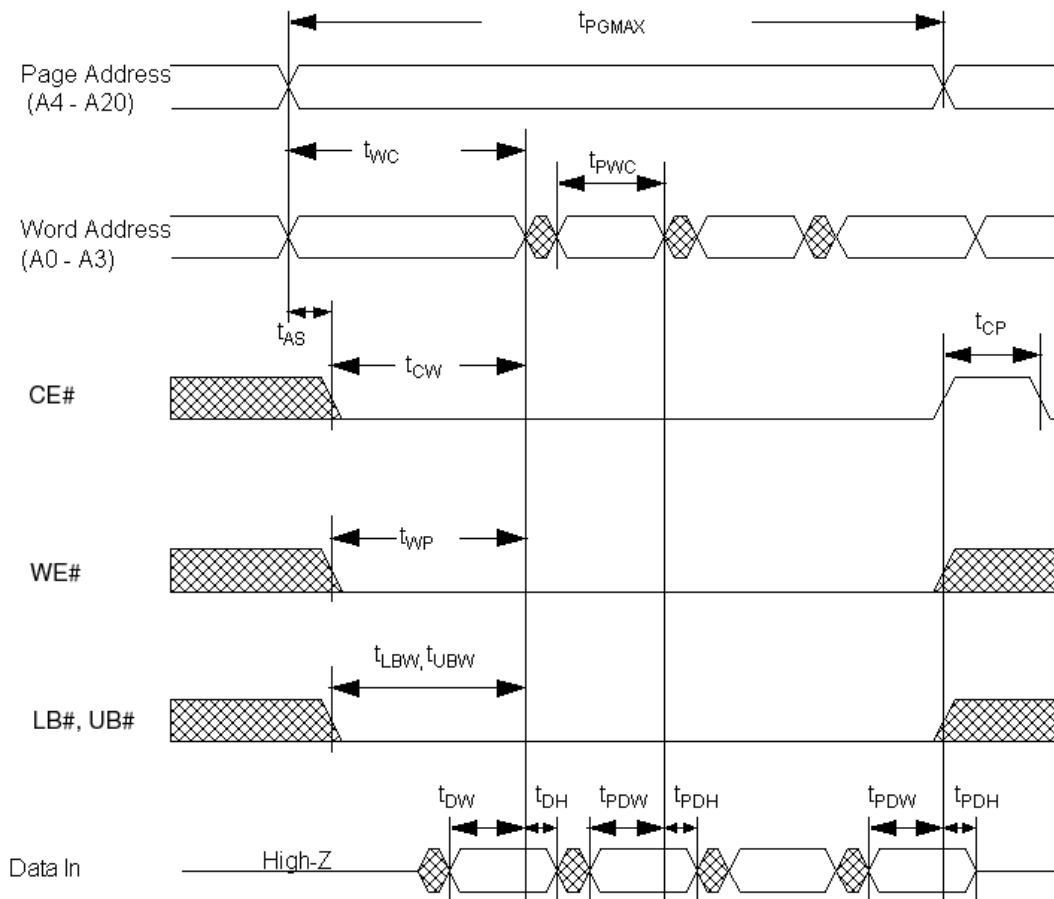 tPGMAX
Page Address
(A4 - A20)
tWC
tPWC
Word Address
(A0 - A3)
tAS
tCW
tCP
CE#
tWP
WE#
tLBW,tUBW
LB#, UB#
tDW
tDH
tPDW
tPDH
tPDW
tPDH
Data In
High-Z